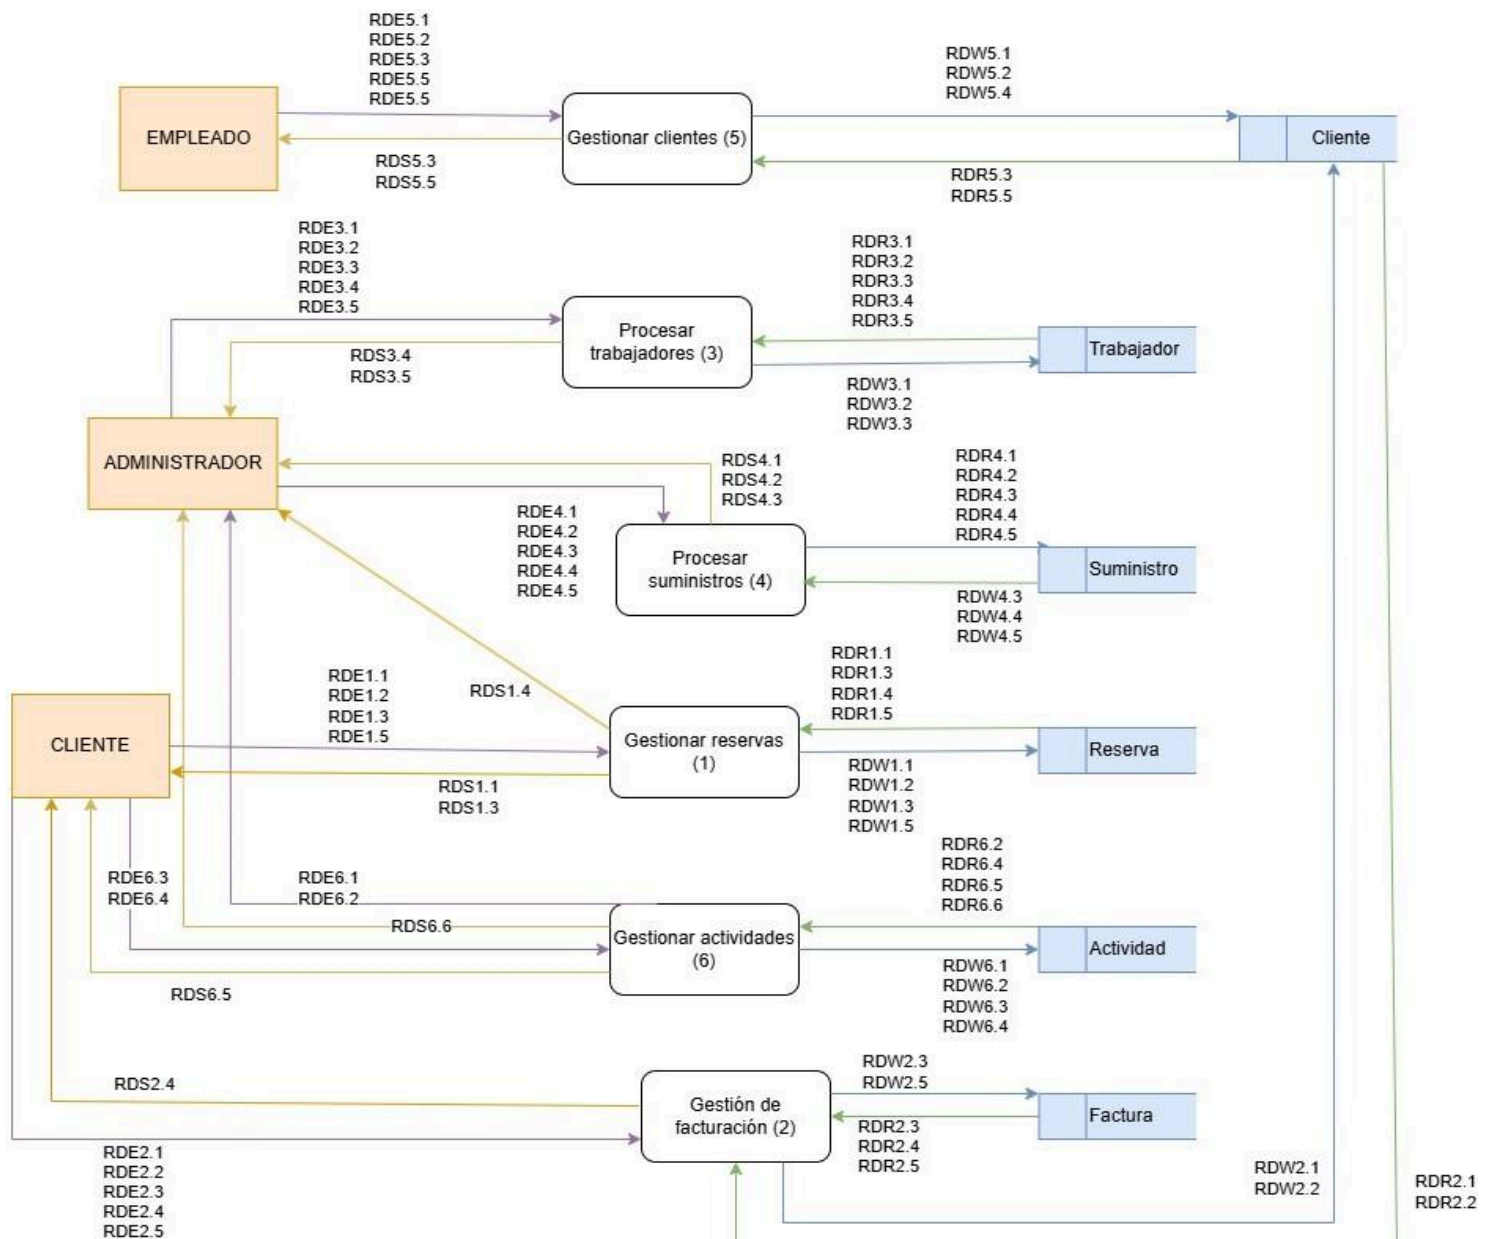 RDE5.1
RDE5.2
RDE5.3
RDE5.5
RDE5.5
RDW5.1
RDW5.2
RDW5.4
EMPLEADO
Gestionar clientes (5)
Cliente
RDS5.3
RDS5.5
RDR5.3
RDR5.5
RDE3.1
RDE3.2
RDE3.3
RDE3.4
RDE3.5
RDR3.1
RDR3.2
RDR3.3
RDR3.4
RDR3.5
Procesar
trabajadores (3)
Trabajador
RDS3.4
RDS3.5
RDW3.1
RDW3.2
RDW3.3
ADMINISTRADOR
RDS4.1
RDS4.2
RDS4.3
RDR4.1
RDR4.2
RDR4.3
RDR4.4
RDR4.5
RDE4.1
RDE4.2
RDE4.3
RDE4.4
RDE4.5
Procesar
suministros (4)
Suministro
RDW4.3
RDW4.4
RDW4.5
RDR1.1
RDR1.3
RDR1.4
RDR1.5
RDS1.4
RDE1.1
RDE1.2
RDE1.3
RDE1.5
CLIENTE
Gestionar reservas
(1)
Reserva
RDS1.1
RDS1.3
RDW1.1
RDW1.2
RDW1.3
RDW1.5
RDR6.2
RDR6.4
RDR6.5
RDR6.6
RDE6.3
RDE6.4
RDE6.1
RDE6.2
RDS6.6
Gestionar actividades
(6)
Actividad
RDS6.5
RDW6.1
RDW6.2
RDW6.3
RDW6.4
RDW2.3
RDW2.5
RDS2.4
Gestión de
facturación (2)
Factura
RDR2.3
RDR2.4
RDR2.5
RDE2.1
RDE2.2
RDE2.3
RDE2.4
RDE2.5
RDW2.1
RDW2.2
RDR2.1
RDR2.2